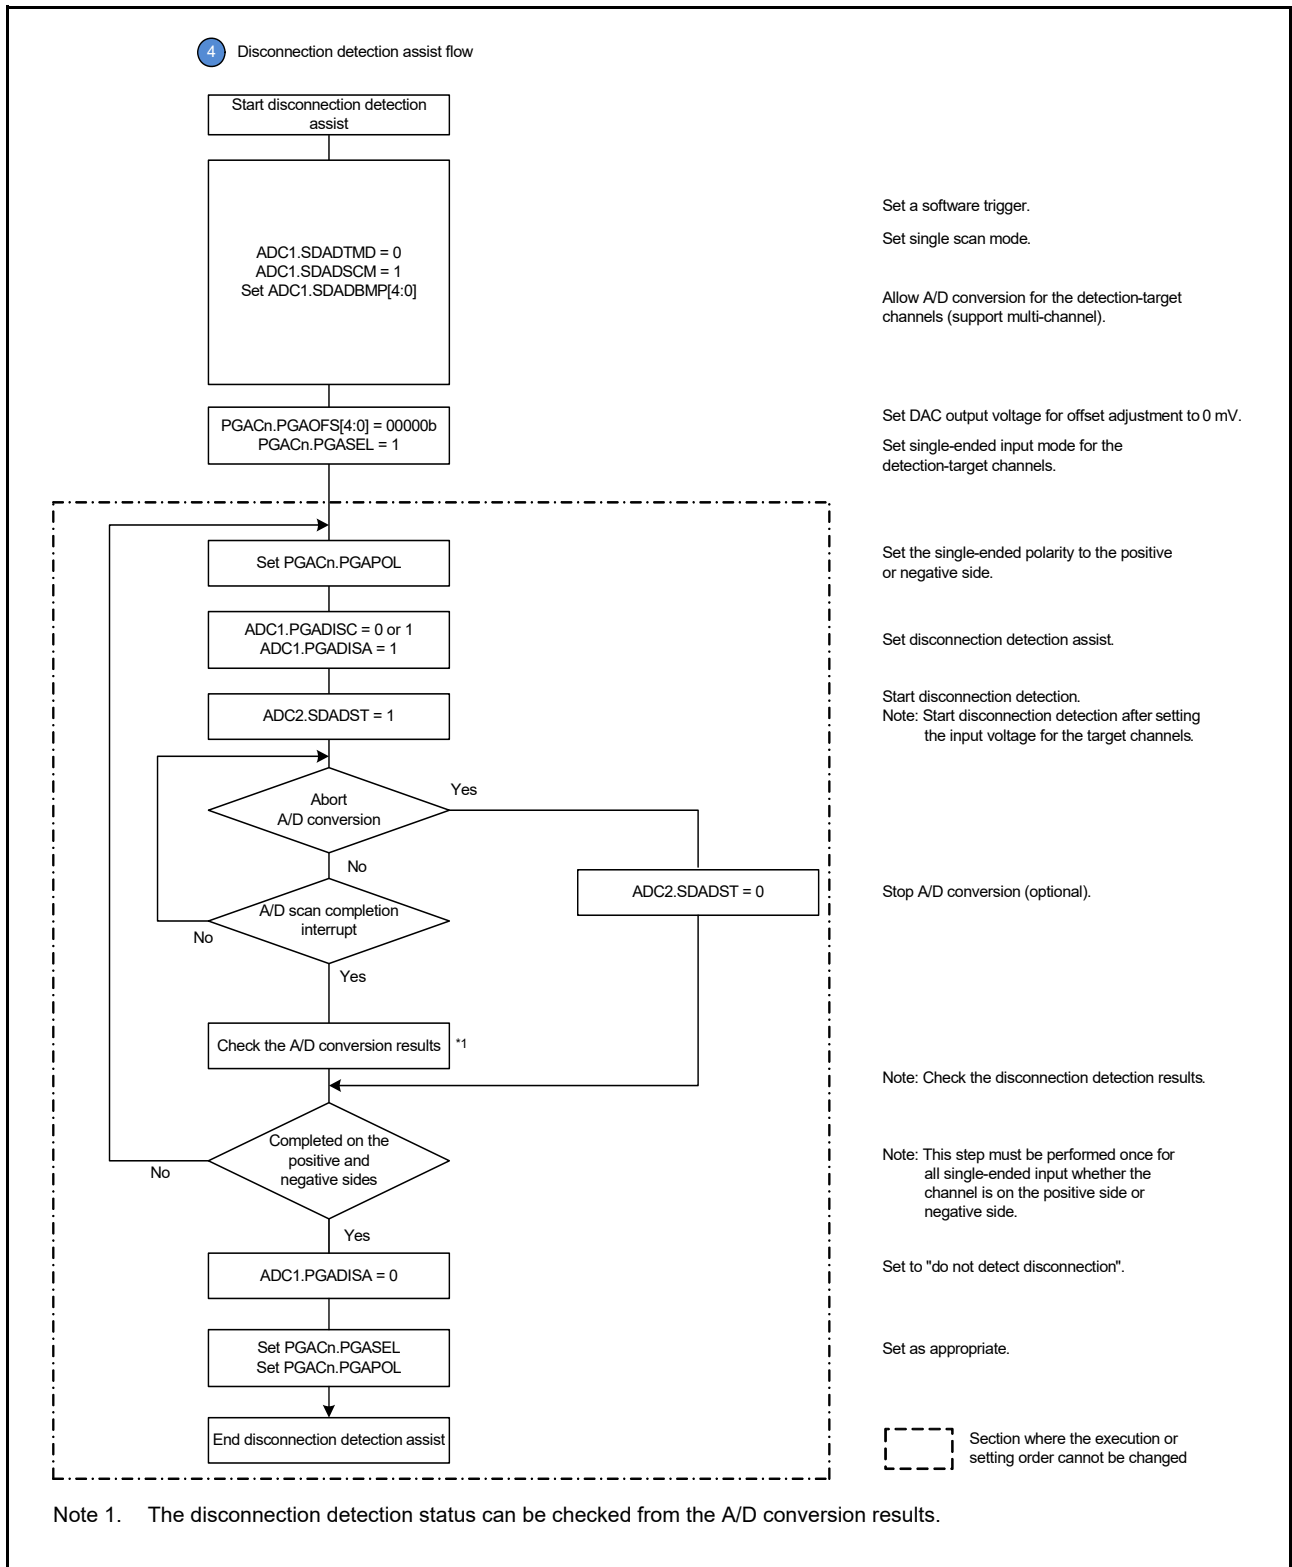 4 Disconnection detection assist flow
Start disconnection detection
assist
ADC1.SDADTMD = 0
ADC1.SDADSCM = 1
Set ADC1.SDADBMP[4:0]
Set a software trigger.
Set single scan mode.
Allow A/D conversion for the detection-target
channels (support multi-channel).
PGACn.PGAOFS[4:0] = 00000b
PGACn.PGASEL = 1
Set DAC output voltage for offset adjustment to 0 mV.
Set single-ended input mode for the
detection-target channels.
Set PGACn.PGAPOL
Set the single-ended polarity to the positive
or negative side.
ADC1.PGADISC = 0 or 1
ADC1.PGADISA = 1
Set disconnection detection assist.
ADC2.SDADST = 1
Start disconnection detection.
Note: Start disconnection detection after setting
the input voltage for the target channels.
Abort
A/D conversion
Yes
No
ADC2.SDADST = 0
Stop A/D conversion (optional).
A/D scan completion
interrupt
No
Yes
Check the A/D conversion results *1
Note: Check the disconnection detection results.
Completed on the
positive and
negative sides
No
Note: This step must be performed once for
all single-ended input whether the
channel is on the positive side or
negative side.
Yes
ADC1.PGADISA = 0
Set to "do not detect disconnection".
Set PGACn.PGASEL
Set PGACn.PGAPOL
Set as appropriate.
End disconnection detection assist
Section where the execution or
setting order cannot be changed
Note 1. The disconnection detection status can be checked from the A/D conversion results.